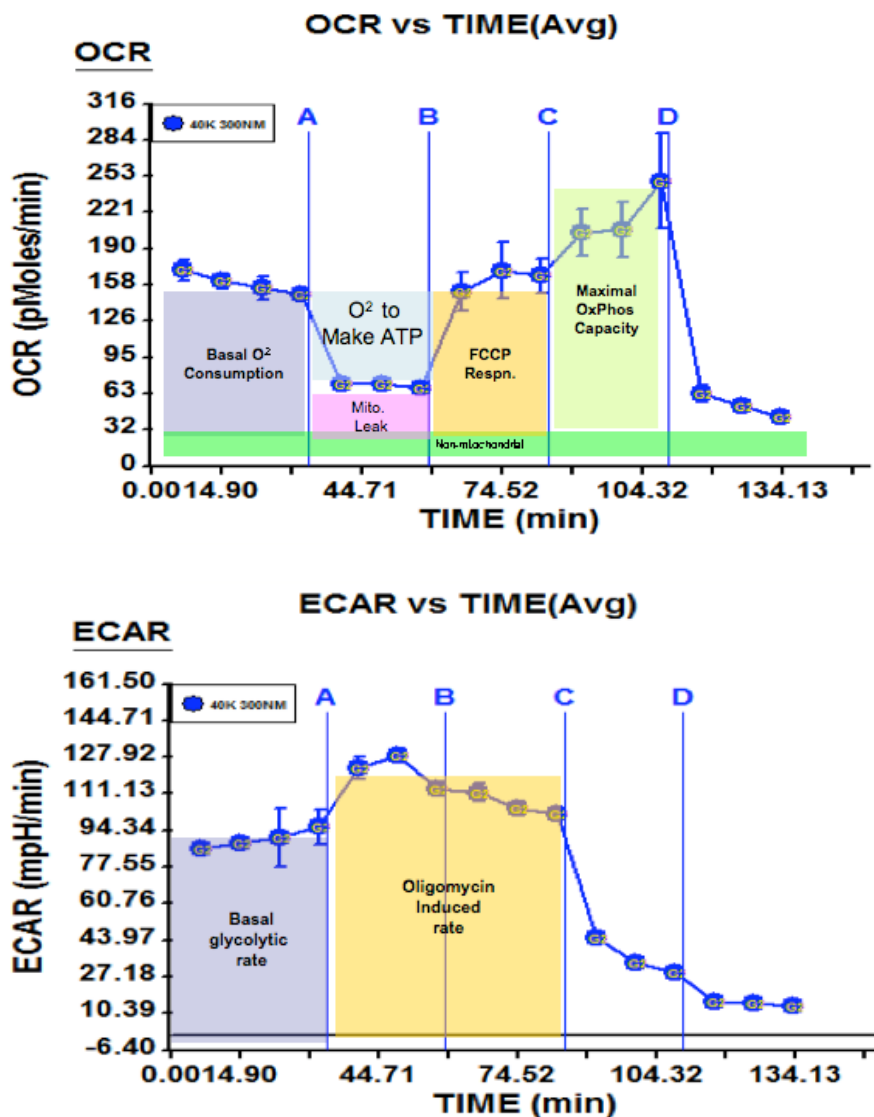 OCR vs TIME(Avg)
OCR
316
284
253
221
190
158
126
95
63
32
0
OCR (pMoles/min)
40K 300NM
A
B
C
D
Basal O²
Consumption
O² to
Make ATP
Mito.
Leak
FCCP
Respn.
Maximal
OxPhos
Capacity
Non-mitochondrial
0.00 14.90 44.71 74.52 104.32 134.13
TIME (min)
ECAR vs TIME(Avg)
ECAR
161.50
144.71
127.92
111.13
94.34
77.55
60.76
43.97
27.18
10.39
-6.40
ECAR (mpH/min)
40K 300NM
A
B
C
D
Basal
glycolytic
rate
Oligomycin
Induced
rate
0.00 14.90 44.71 74.52 104.32 134.13
TIME (min)